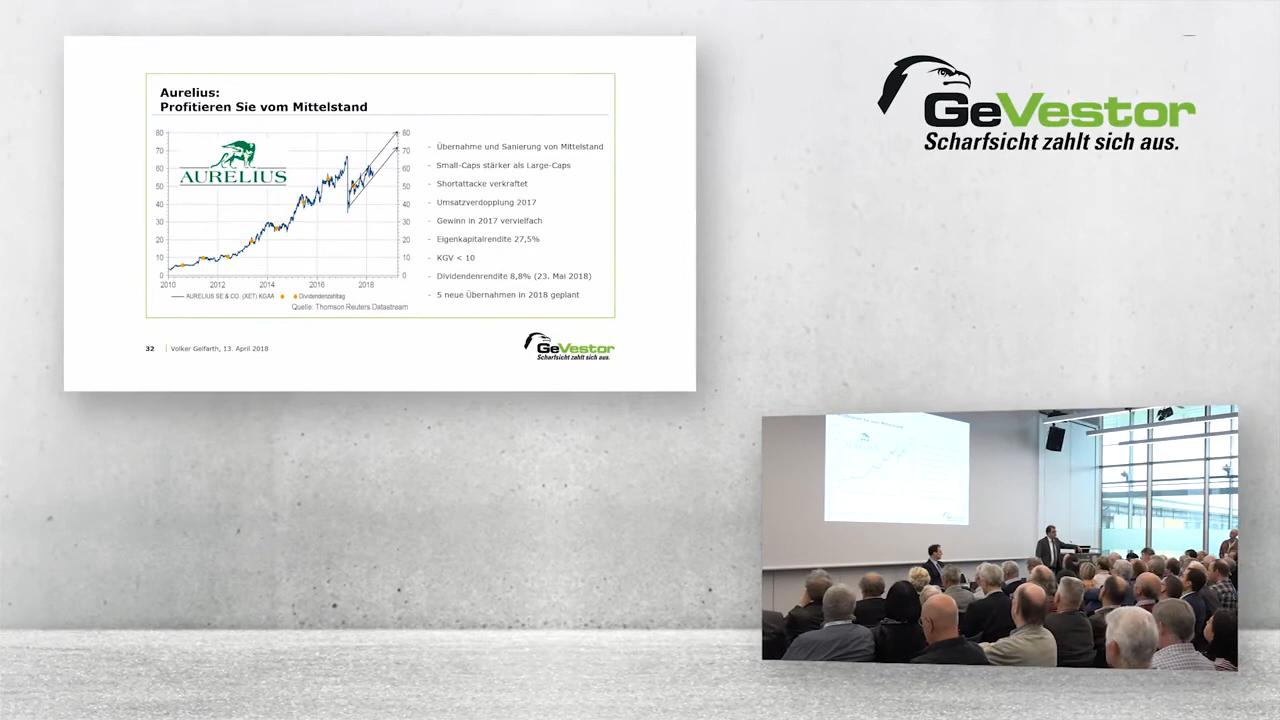 Aurelius:
Profitieren Sie vom Mittelstand
80
70
60
50
40
30
20
10
0
AURELIUS
80
70
60
50
40
30
20
10
0
2010
2012
2014
2016
2018
AURELIUS SE & CO. (XET) KGAA
Dividendenzahltag
Quelle: Thomson Reuters Datastream
- Übernahme und Sanierung von Mittelstand
- Small-Caps stärker als Large-Caps
- Shortattacke verkraftet
- Umsatzverdopplung 2017
- Gewinn in 2017 vervielfach
- Eigenkapitalrendite 27,5%
- KGV < 10
- Dividendenrendite 8,8% (23. Mai 2018)
- 5 neue Übernahmen in 2018 geplant
32 | Volker Gelfarth, 13. April 2018
GeVestor
Scharfsicht zahlt sich aus.
GeVestor
Scharfsicht zahlt sich aus.